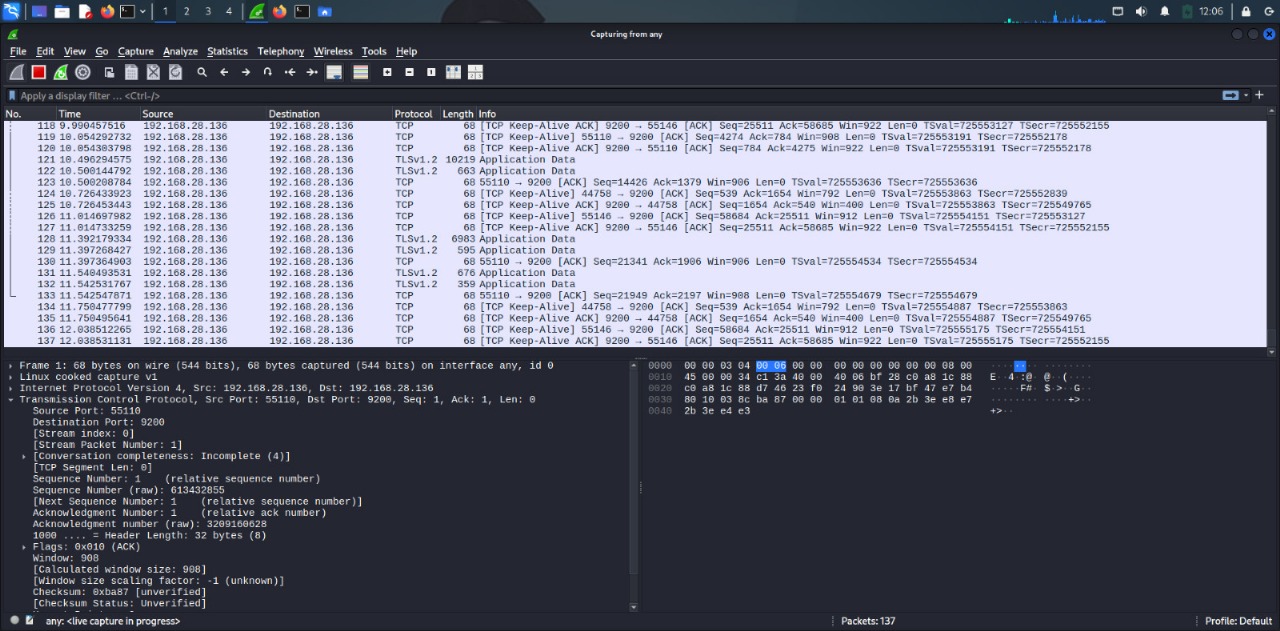 1 2 3 4 12:06
Capturing from any
File Edit View Go Capture Analyze Statistics Telephony Wireless Tools Help
Apply a display filter ... <Ctrl-/>
No. Time Source Destination Protocol Length Info
118 9.990457516 192.168.28.136 192.168.28.136 TCP 68 [TCP Keep-Alive ACK] 9200 → 55146 [ACK] Seq=25511 Ack=58685 Win=922 Len=0 TSval=725553127 TSecr=725552155
119 10.054292732 192.168.28.136 192.168.28.136 TCP 68 [TCP Keep-Alive ACK] 55110 → 9200 [ACK] Seq=4274 Ack=784 Win=908 Len=0 TSval=725553191 TSecr=725552178
120 10.054303798 192.168.28.136 192.168.28.136 TCP 68 [TCP Keep-Alive ACK] 9200 → 55110 [ACK] Seq=784 Ack=4275 Win=922 Len=0 TSval=725553191 TSecr=725552178
121 10.496294575 192.168.28.136 192.168.28.136 TLSv1.2 10219 Application Data
122 10.500144792 192.168.28.136 192.168.28.136 TLSv1.2 663 Application Data
123 10.500208784 192.168.28.136 192.168.28.136 TCP 68 55110 → 9200 [ACK] Seq=14426 Ack=1379 Win=906 Len=0 TSval=725553636 TSecr=725553636
124 10.726433923 192.168.28.136 192.168.28.136 TCP 68 [TCP Keep-Alive] 44758 → 9200 [ACK] Seq=539 Ack=1654 Win=792 Len=0 TSval=725553863 TSecr=725552839
125 10.726453443 192.168.28.136 192.168.28.136 TCP 68 [TCP Keep-Alive ACK] 9200 → 44758 [ACK] Seq=1654 Ack=540 Win=400 Len=0 TSval=725553863 TSecr=725549765
126 11.014697982 192.168.28.136 192.168.28.136 TCP 68 [TCP Keep-Alive] 55146 → 9200 [ACK] Seq=58684 Ack=25511 Win=912 Len=0 TSval=725554151 TSecr=725553127
127 11.014733259 192.168.28.136 192.168.28.136 TCP 68 [TCP Keep-Alive ACK] 9200 → 55146 [ACK] Seq=25511 Ack=58685 Win=922 Len=0 TSval=725554151 TSecr=725552155
128 11.392179334 192.168.28.136 192.168.28.136 TLSv1.2 6983 Application Data
129 11.397268427 192.168.28.136 192.168.28.136 TLSv1.2 595 Application Data
130 11.397364903 192.168.28.136 192.168.28.136 TCP 68 55110 → 9200 [ACK] Seq=21341 Ack=1906 Win=906 Len=0 TSval=725554534 TSecr=725554534
131 11.540493531 192.168.28.136 192.168.28.136 TLSv1.2 676 Application Data
132 11.542531767 192.168.28.136 192.168.28.136 TLSv1.2 359 Application Data
133 11.542547871 192.168.28.136 192.168.28.136 TCP 68 55110 → 9200 [ACK] Seq=21949 Ack=2197 Win=908 Len=0 TSval=725554679 TSecr=725554679
134 11.750477799 192.168.28.136 192.168.28.136 TCP 68 [TCP Keep-Alive] 44758 → 9200 [ACK] Seq=539 Ack=1654 Win=792 Len=0 TSval=725554887 TSecr=725553863
135 11.750495641 192.168.28.136 192.168.28.136 TCP 68 [TCP Keep-Alive ACK] 9200 → 44758 [ACK] Seq=1654 Ack=540 Win=400 Len=0 TSval=725554887 TSecr=725549765
136 12.038512265 192.168.28.136 192.168.28.136 TCP 68 [TCP Keep-Alive] 55146 → 9200 [ACK] Seq=58684 Ack=25511 Win=912 Len=0 TSval=725555175 TSecr=725554151
137 12.038531131 192.168.28.136 192.168.28.136 TCP 68 [TCP Keep-Alive ACK] 9200 → 55146 [ACK] Seq=25511 Ack=58685 Win=922 Len=0 TSval=725555175 TSecr=725552155
Frame 1: 68 bytes on wire (544 bits), 68 bytes captured (544 bits) on interface any, id 0
Linux cooked capture v1
Internet Protocol Version 4, Src: 192.168.28.136, Dst: 192.168.28.136
Transmission Control Protocol, Src Port: 55110, Dst Port: 9200, Seq: 1, Ack: 1, Len: 0
Source Port: 55110
Destination Port: 9200
[Stream index: 0]
[Stream Packet Number: 1]
[Conversation completeness: Incomplete (4)]
[TCP Segment Len: 0]
Sequence Number: 1 (relative sequence number)
Sequence Number (raw): 613432855
[Next Sequence Number: 1 (relative sequence number)]
Acknowledgment Number: 1 (relative ack number)
Acknowledgment number (raw): 3209160628
1000 .... = Header Length: 32 bytes (8)
Flags: 0x010 (ACK)
Window: 908
[Calculated window size: 908]
[Window size scaling factor: -1 (unknown)]
Checksum: 0xba87 [unverified]
[Checksum Status: Unverified]
0000 00 00 03 04 00 06 00 00 00 00 00 00 00 00 08 00 ········ ········
0010 45 00 00 34 c1 3a 40 00 40 06 bf 28 c0 a8 1c 88 E··4·:@· @··(····
0020 c0 a8 1c 88 d7 46 23 f0 24 90 3e 17 bf 47 e7 b4 ·····F#· $·>··G··
0030 80 10 03 8c ba 87 00 00 01 01 08 0a 2b 3e e8 e7 ········ ····+>··
0040 2b 3e e4 e3 +>··
any: <live capture in progress> Packets: 137 Profile: Default